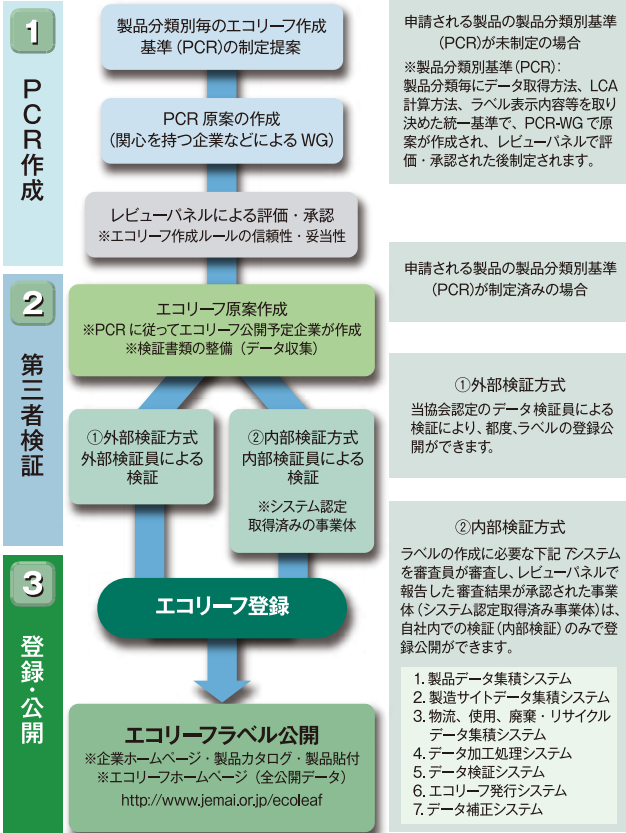 1
PCR作成
製品分類別毎のエコリーフ作成
基準(PCR)の制定提案
PCR 原案の作成
(関心を持つ企業などによる WG)
レビューパネルによる評価・承認
※エコリーフ作成ルールの信頼性・妥当性
申請される製品の製品分類別基準
(PCR)が未制定の場合
※製品分類別基準(PCR):
製品分類毎にデータ取得方法、LCA
計算方法、ラベル表示内容等を取り
決めた統一基準で、PCR-WG で原
案が作成され、レビューパネルで評
価・承認された後制定されます。
2
第三者検証
エコリーフ原案作成
※PCR に従ってエコリーフ公開予定企業が作成
※検証書類の整備(データ収集)
①外部検証方式
外部検証員による
検証
②内部検証方式
内部検証員による
検証
※システム認定
取得済みの事業体
申請される製品の製品分類別基準
(PCR)が制定済みの場合
①外部検証方式
当協会認定のデータ検証員による
検証により、都度、ラベルの登録公
開ができます。
②内部検証方式
ラベルの作成に必要な下記 7システム
を審査員が審査し、レビューパネルで
報告した審査結果が承認された事業
体(システム認定取得済み事業体)は、
自社内での検証(内部検証)のみで登
録公開ができます。
1. 製品データ集積システム
2. 製造サイトデータ集積システム
3. 物流、使用、廃棄・リサイクル
データ集積システム
4. データ加工処理システム
5. データ検証システム
6. エコリーフ発行システム
7. データ補正システム
3
登録・公開
エコリーフ登録
エコリーフラベル公開
※企業ホームページ・製品カタログ・製品貼付
※エコリーフホームページ(全公開データ)
http://www.jemai.or.jp/ecoleaf